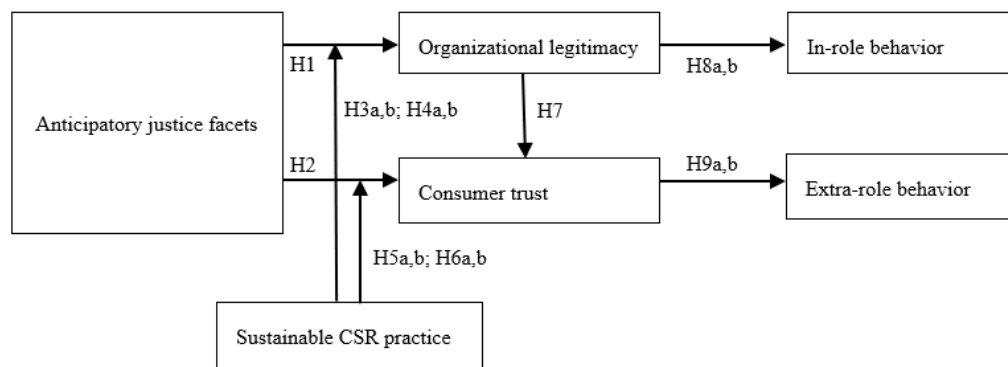 Organizational legitimacy
In-role behavior
H1
H8a,b
H3a,b; H4a,b
H7
Anticipatory justice facets
H2
H9a,b
Consumer trust
Extra-role behavior
H5a,b; H6a,b
Sustainable CSR practice